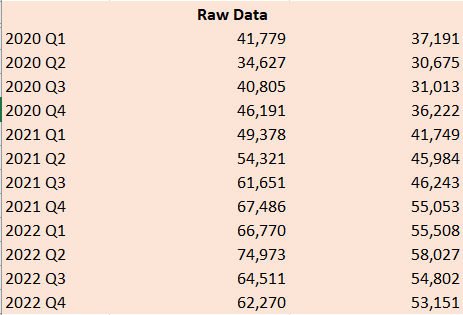 Raw Data
2020 Q1 41,779 37,191
2020 Q2 34,627 30,675
2020 Q3 40,805 31,013
2020 Q4 46,191 36,222
2021 Q1 49,378 41,749
2021 Q2 54,321 45,984
2021 Q3 61,651 46,243
2021 Q4 67,486 55,053
2022 Q1 66,770 55,508
2022 Q2 74,973 58,027
2022 Q3 64,511 54,802
2022 Q4 62,270 53,151